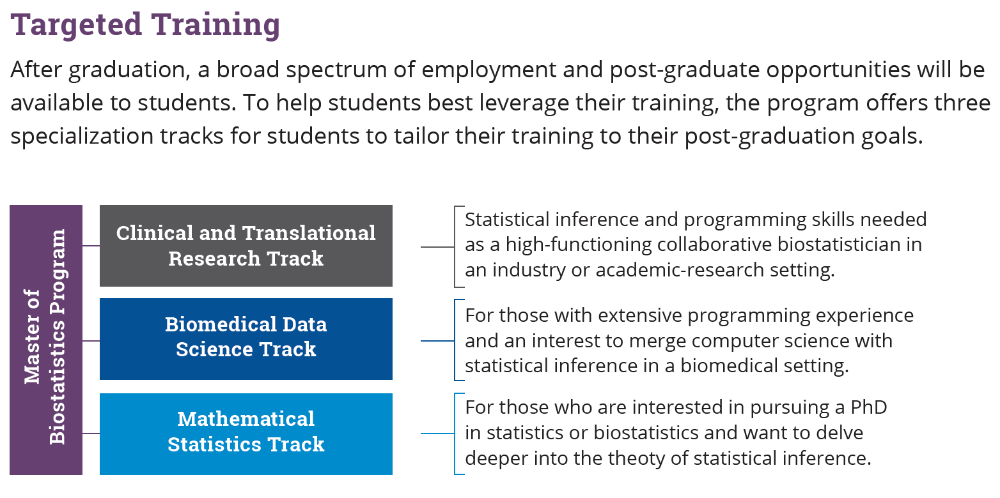 Targeted Training
After graduation, a broad spectrum of employment and post-graduate opportunities will be
available to students. To help students best leverage their training, the program offers three
specialization tracks for students to tailor their training to their post-graduation goals.
Master of
Biostatistics Program
Clinical and Translational
Research Track
Statistical inference and programming skills needed
as a high-functioning collaborative biostatistician in
an industry or academic-research setting.
Biomedical Data
Science Track
For those with extensive programming experience
and an interest to merge computer science with
statistical inference in a biomedical setting.
Mathematical
Statistics Track
For those who are interested in pursuing a PhD
in statistics or biostatistics and want to delve
deeper into the theoty of statistical inference.